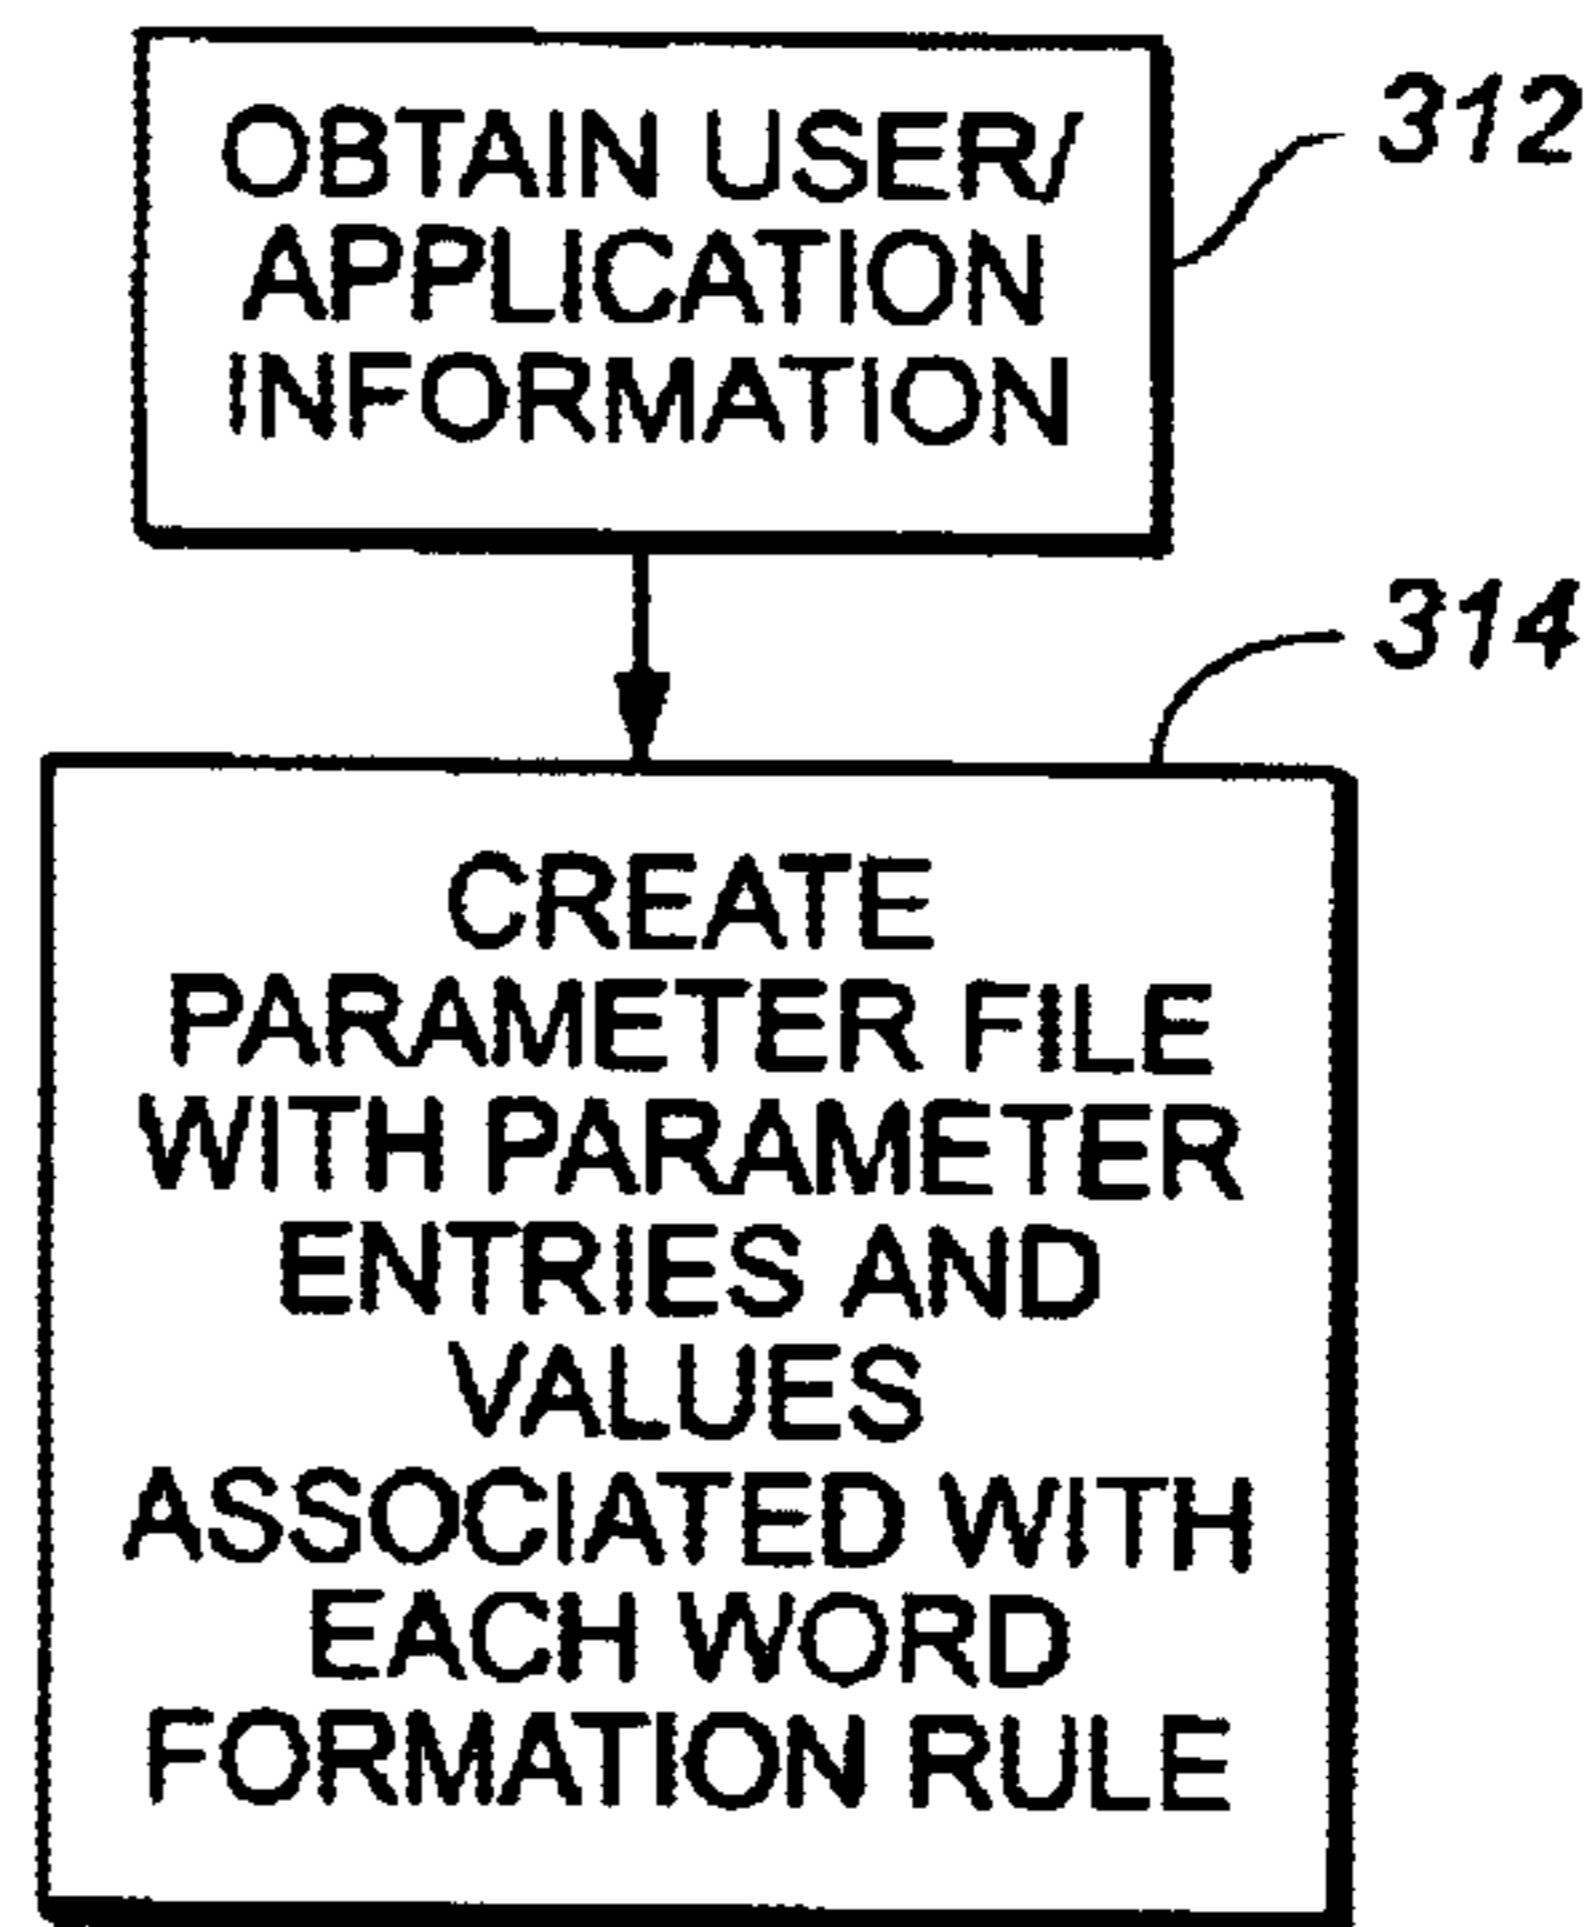 OBTAIN USER/
APPLICATION
INFORMATION
312
314
CREATE
PARAMETER FILE
WITH PARAMETER
ENTRIES AND
VALUES
ASSOCIATED WITH
EACH WORD
FORMATION RULE